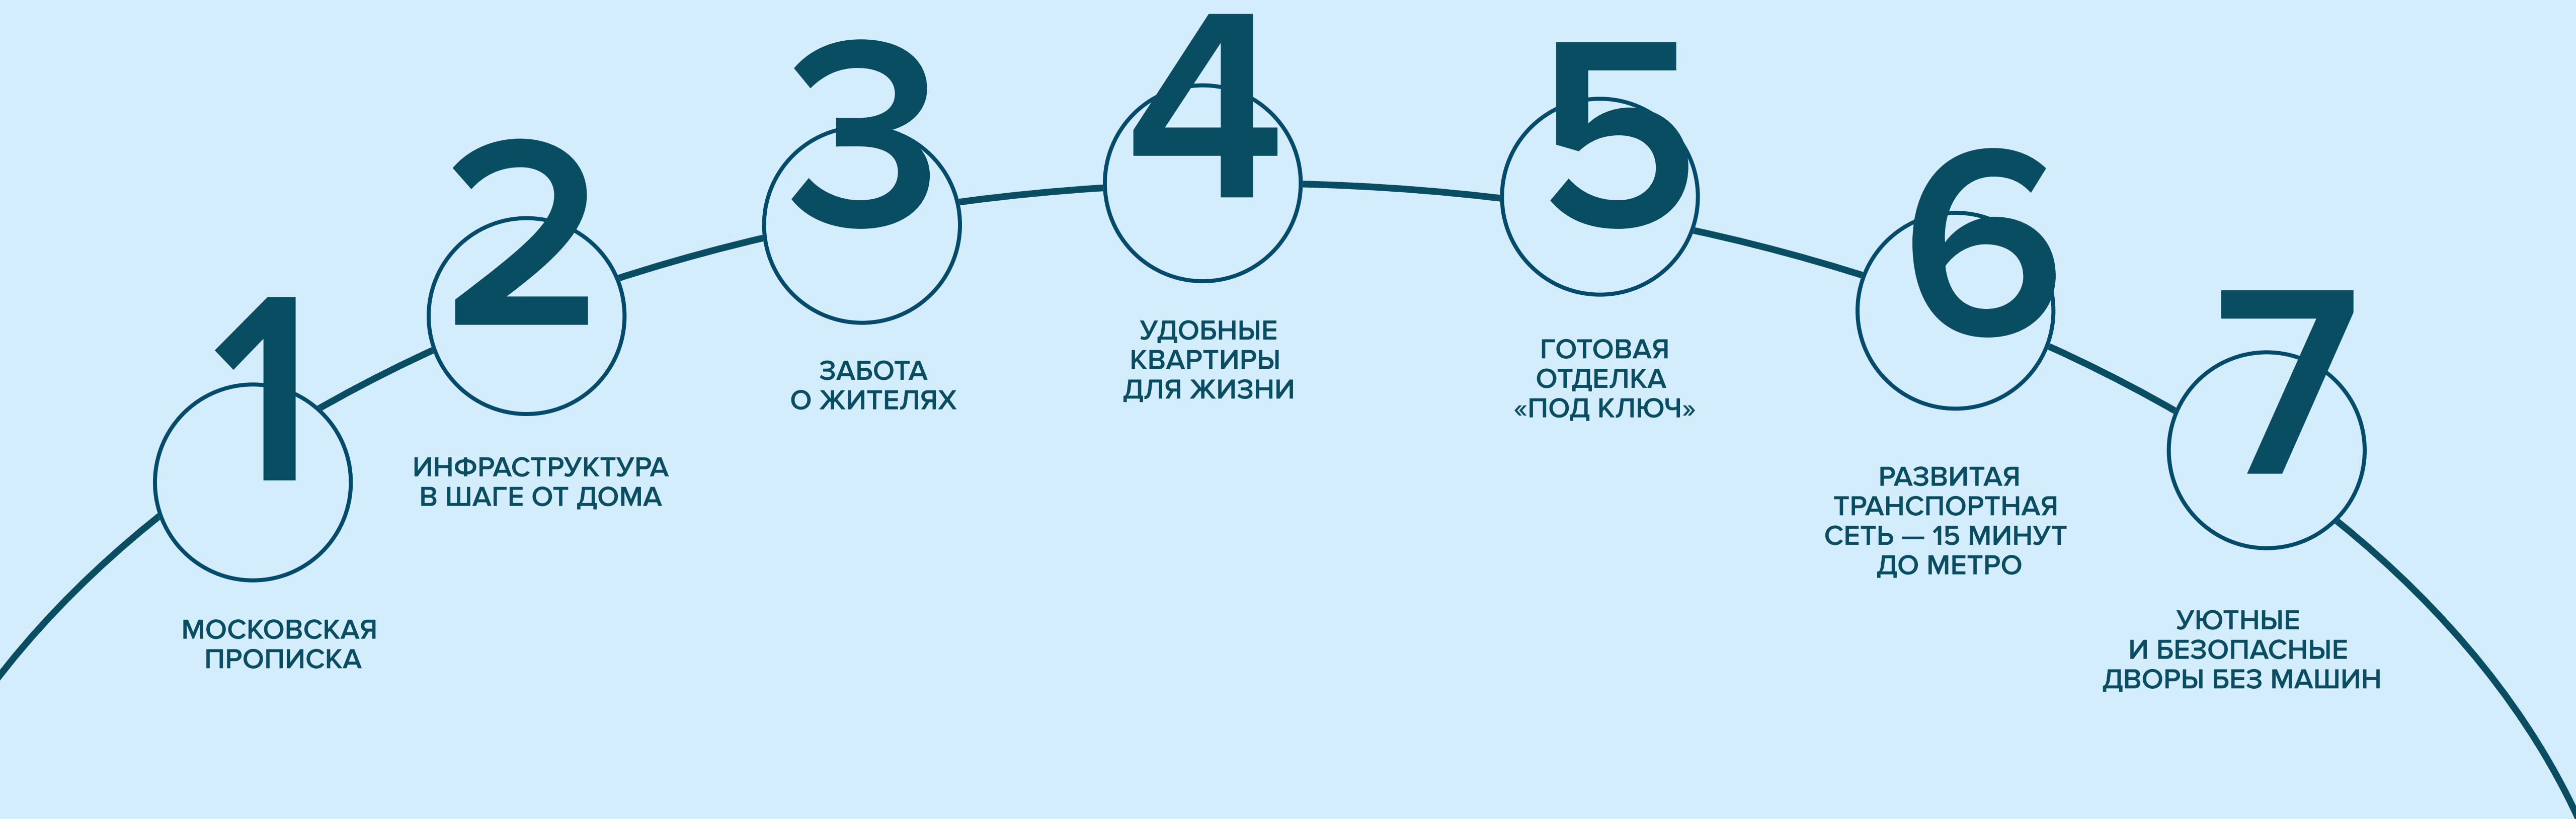 1
МОСКОВСКАЯ
ПРОПИСКА
2
ИНФРАСТРУКТУРА
В ШАГЕ ОТ ДОМА
3
ЗАБОТА
О ЖИТЕЛЯХ
4
УДОБНЫЕ
КВАРТИРЫ
ДЛЯ ЖИЗНИ
5
ГОТОВАЯ
ОТДЕЛКА
«ПОД КЛЮЧ»
6
РАЗВИТАЯ
ТРАНСПОРТНАЯ
СЕТЬ — 15 МИНУТ
ДО МЕТРО
7
УЮТНЫЕ
И БЕЗОПАСНЫЕ
ДВОРЫ БЕЗ МАШИН